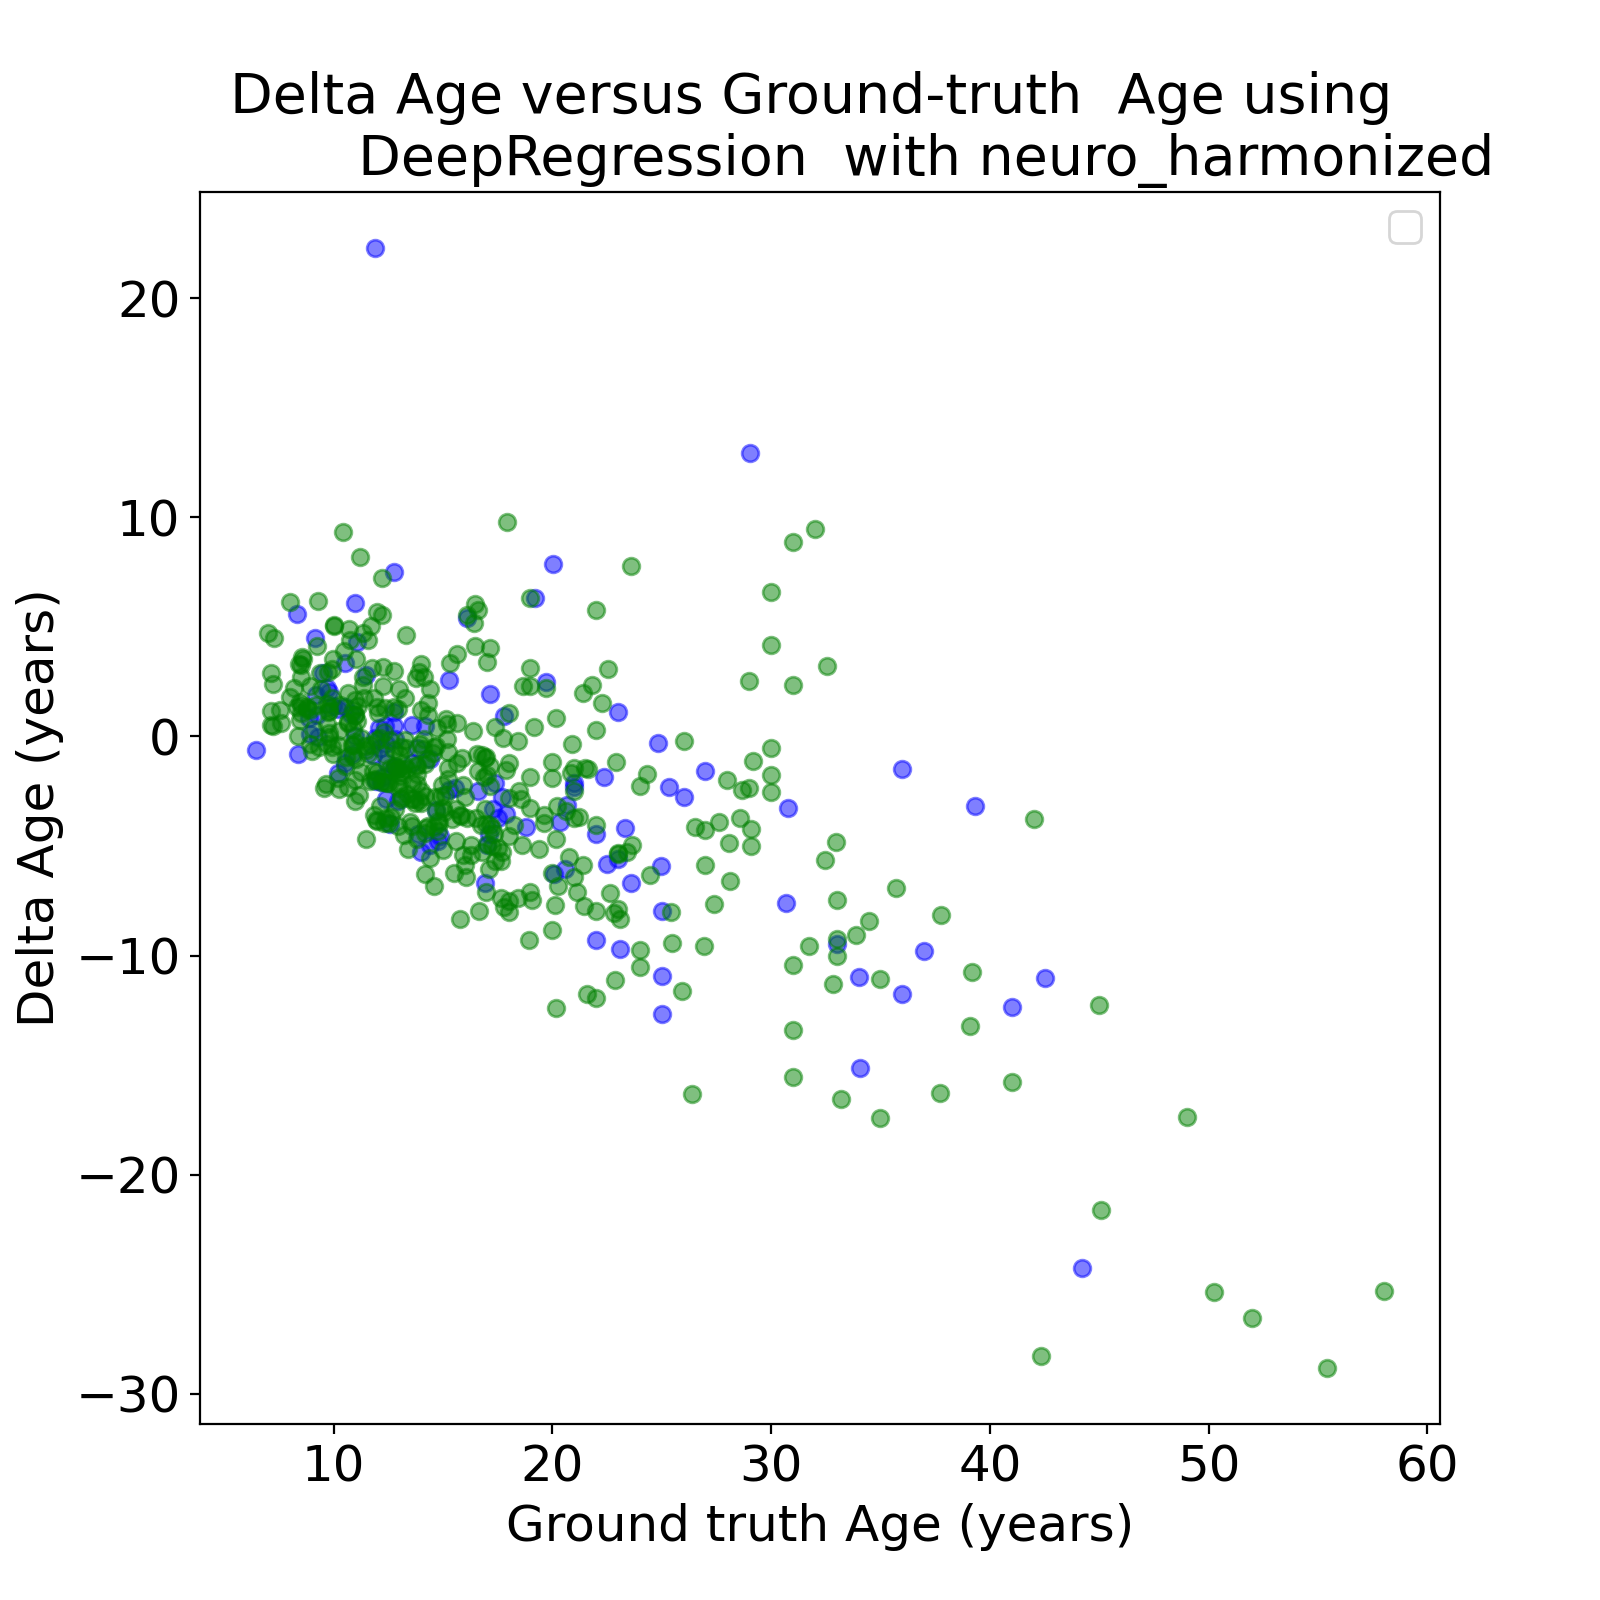 Delta Age versus Ground-truth  Age using
DeepRegression  with neuro_harmonized
20
10
0
−10
−20
−30
Delta Age (years)
10 20 30 40 50 60
Ground truth Age (years)